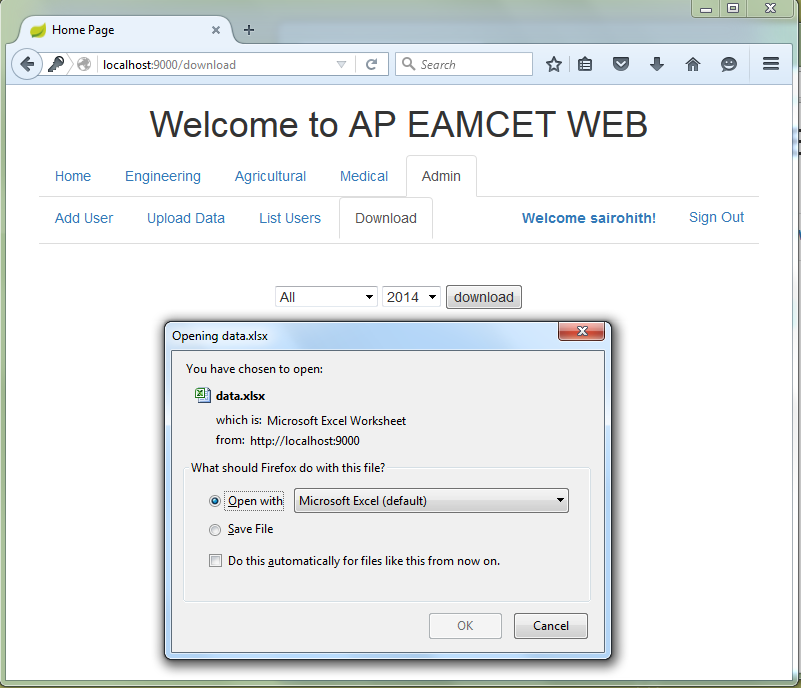 Home Page
localhost:9000/download
Search
Welcome to AP EAMCET WEB
Home Engineering Agricultural Medical Admin
Add User Upload Data List Users Download Welcome sairohith! Sign Out
All 2014 download
Opening data.xlsx
You have chosen to open:
data.xlsx
which is: Microsoft Excel Worksheet
from: http://localhost:9000
What should Firefox do with this file?
Open with Microsoft Excel (default)
Save File
Do this automatically for files like this from now on.
OK Cancel